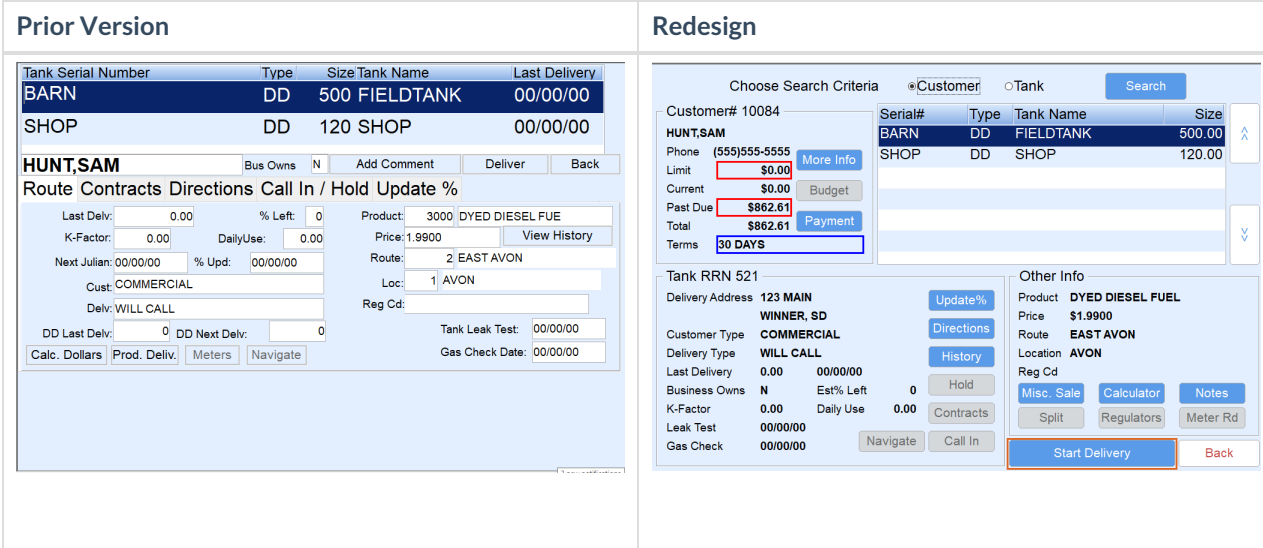 Prior Version
Tank Serial Number Type Size Tank Name Last Delivery
BARN DD 500 FIELDTANK 00/00/00
SHOP DD 120 SHOP 00/00/00
HUNT,SAM Bus Owns N Add Comment Deliver Back
Route Contracts Directions Call In / Hold Update %
Last Delv: 0.00 % Left: 0 Product: 3000 DYED DIESEL FUE
K-Factor: 0.00 DailyUse: 0.00 Price: 1.9900 View History
Next Julian: 00/00/00 % Upd: 00/00/00 Route: 2 EAST AVON
Cust: COMMERCIAL Loc: 1 AVON
Delv: WILL CALL Reg Cd:
DD Last Delv: 0 DD Next Delv: 0 Tank Leak Test: 00/00/00
Calc. Dollars Prod. Deliv. Meters Navigate Gas Check Date: 00/00/00
Redesign
Choose Search Criteria Customer Tank Search
Customer# 10084
HUNT,SAM
Phone (555)555-5555 More Info
Limit $0.00
Current $0.00 Budget
Past Due $862.61
Total $862.61 Payment
Terms 30 DAYS
Serial# Type Tank Name Size
BARN DD FIELDTANK 500.00
SHOP DD SHOP 120.00
Tank RRN 521
Delivery Address 123 MAIN Update%
WINNER, SD
Customer Type COMMERCIAL Directions
Delivery Type WILL CALL History
Last Delivery 0.00 00/00/00
Business Owns N Est% Left 0 Hold
K-Factor 0.00 Daily Use 0.00 Contracts
Leak Test 00/00/00
Gas Check 00/00/00 Navigate Call In
Other Info
Product DYED DIESEL FUEL
Price $1.9900
Route EAST AVON
Location AVON
Reg Cd
Misc. Sale Calculator Notes
Split Regulators Meter Rd
Start Delivery Back